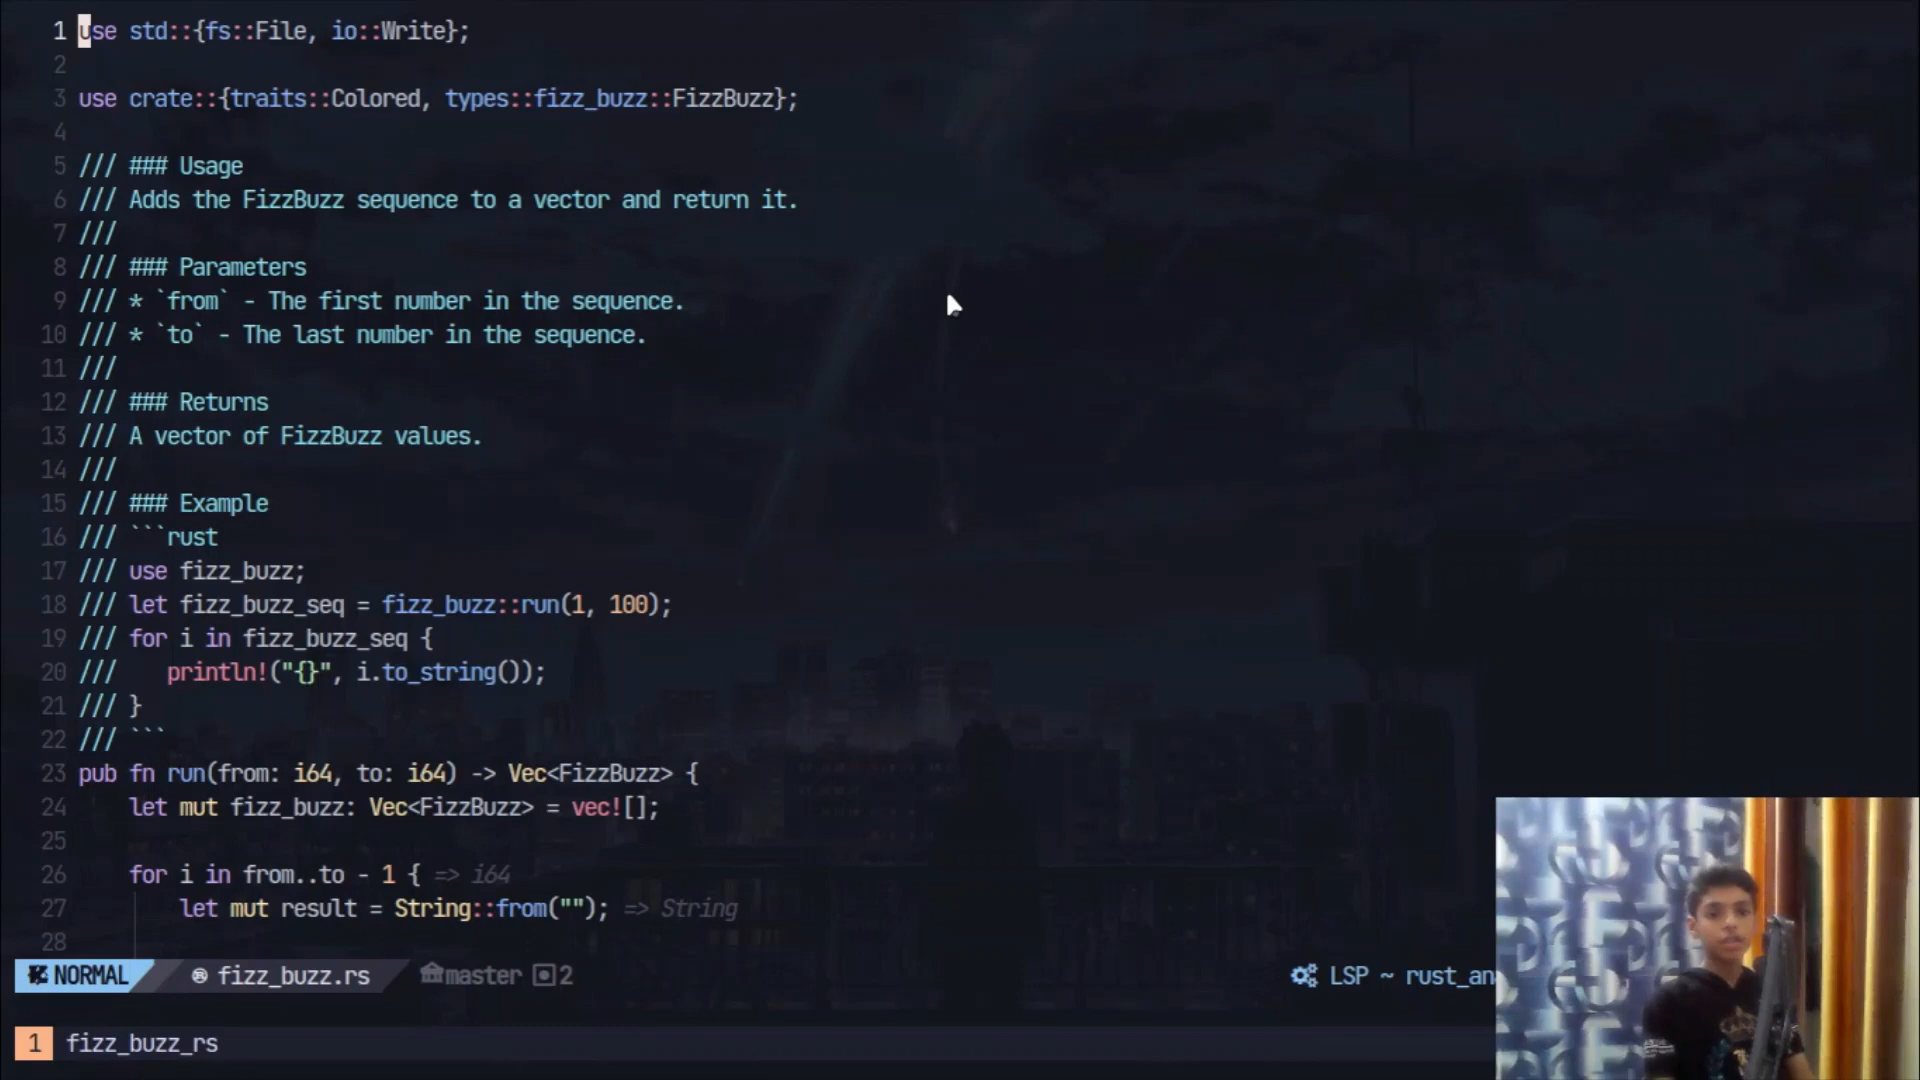 1 use std::{fs::File, io::Write};
2
3 use crate::{traits::Colored, types::fizz_buzz::FizzBuzz};
4
5 /// ### Usage
6 /// Adds the FizzBuzz sequence to a vector and return it.
7 ///
8 /// ### Parameters
9 /// * `from` - The first number in the sequence.
10 /// * `to` - The last number in the sequence.
11 ///
12 /// ### Returns
13 /// A vector of FizzBuzz values.
14 ///
15 /// ### Example
16 /// ```rust
17 /// use fizz_buzz;
18 /// let fizz_buzz_seq = fizz_buzz::run(1, 100);
19 /// for i in fizz_buzz_seq {
20 ///    println!("{}", i.to_string());
21 /// }
22 /// ```
23 pub fn run(from: i64, to: i64) -> Vec<FizzBuzz> {
24     let mut fizz_buzz: Vec<FizzBuzz> = vec![];
25
26     for i in from..to - 1 { => i64
27         let mut result = String::from(""); => String
28
NORMAL fizz_buzz.rs master 2 LSP ~ rust_an
1 fizz_buzz_rs